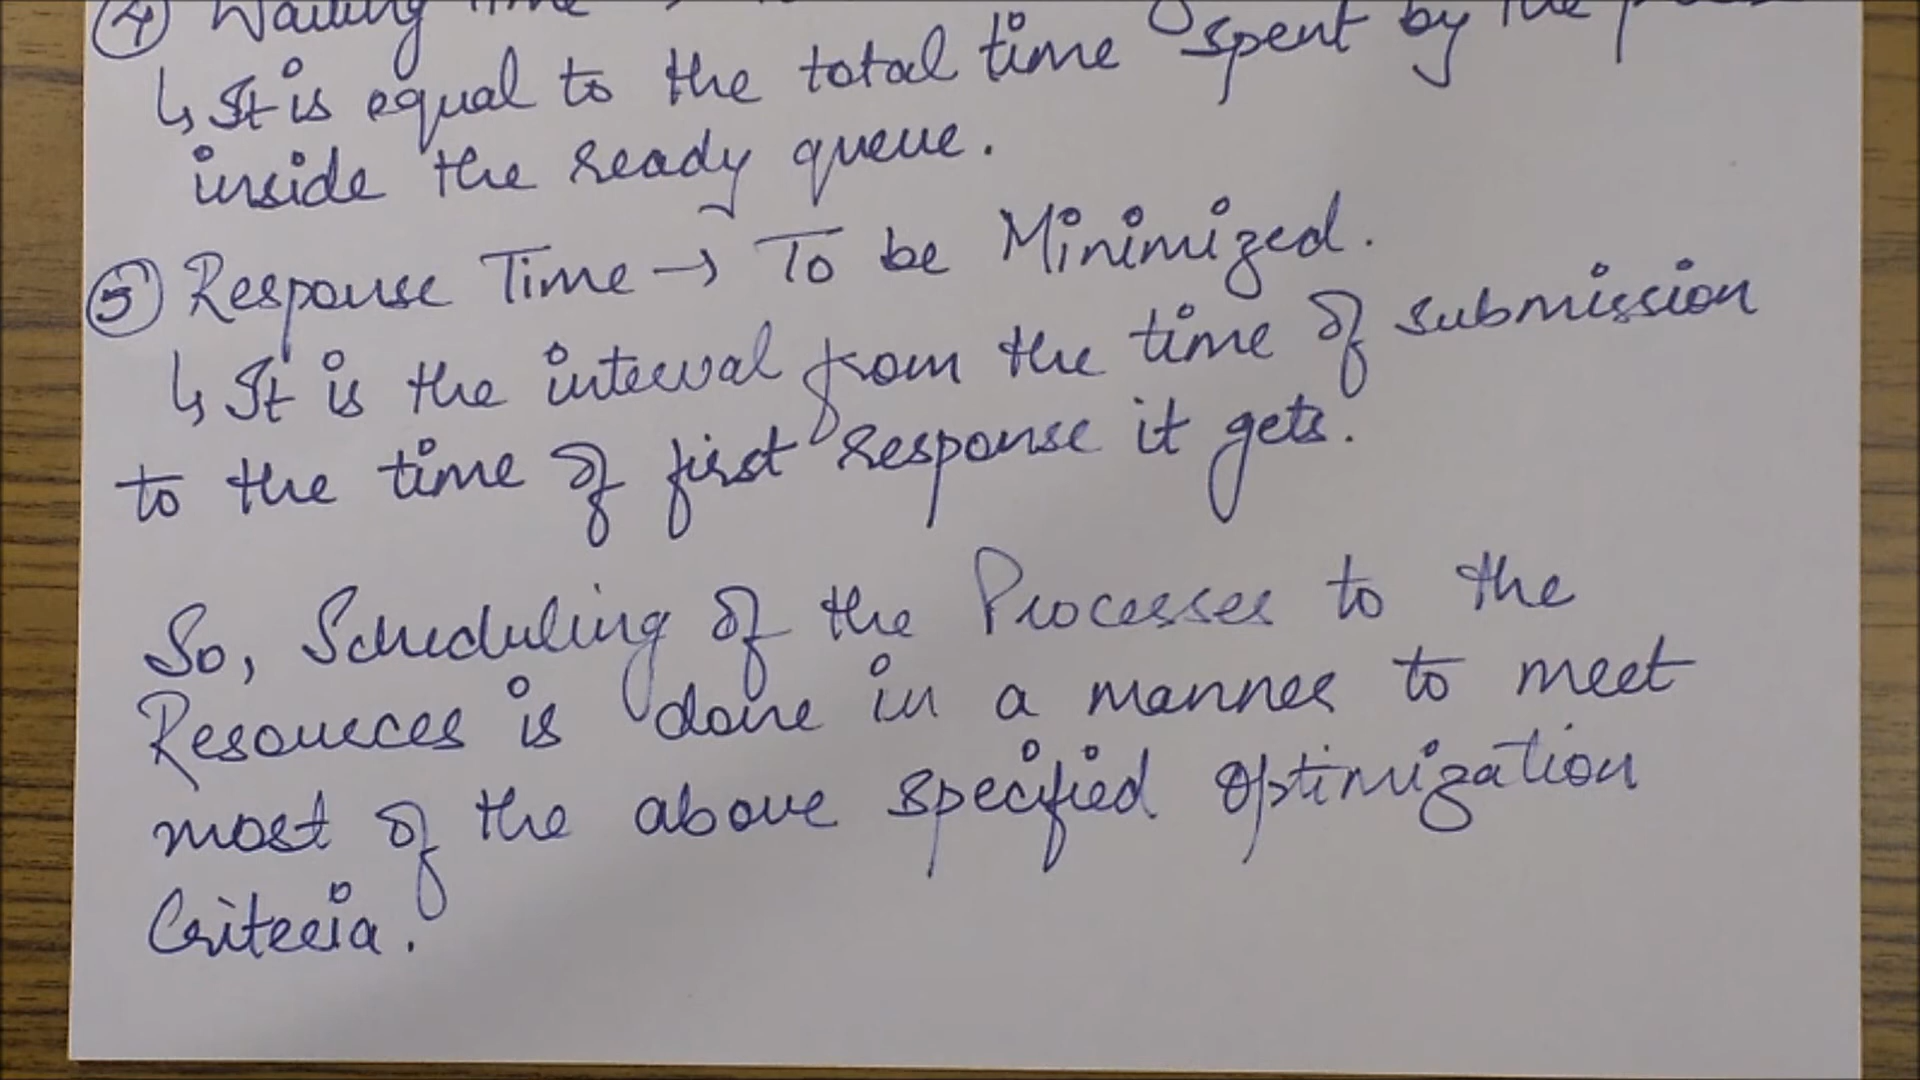 ④ Waiting Time →
↳ It is equal to the total time spent by the
inside the ready queue.
⑤ Response Time → To be Minimized.
↳ It is the interval from the time of submission
to the time of first response it gets.
So, Scheduling of the Processes to the
Resources is done in a manner to meet
most of the above specified optimization
Criteria.